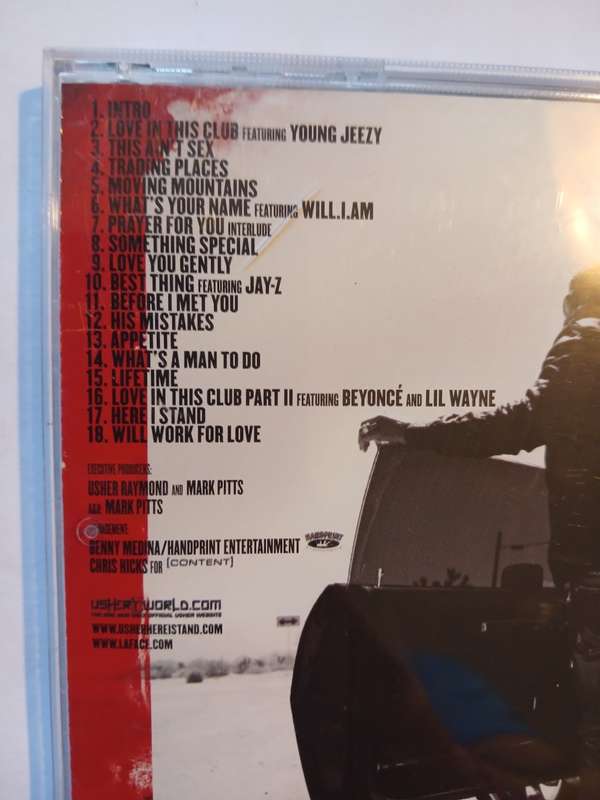 1. INTRO
2. LOVE IN THIS CLUB FEATURING YOUNG JEEZY
3. THIS AIN'T SEX
4. TRADING PLACES
5. MOVING MOUNTAINS
6. WHAT'S YOUR NAME FEATURING WILL.I.AM
7. PRAYER FOR YOU INTERLUDE
8. SOMETHING SPECIAL
9. LOVE YOU GENTLY
10. BEST THING FEATURING JAY-Z
11. BEFORE I MET YOU
12. HIS MISTAKES
13. APPETITE
14. WHAT'S A MAN TO DO
15. LIFETIME
16. LOVE IN THIS CLUB PART II FEATURING BEYONCÉ AND LIL WAYNE
17. HERE I STAND
18. WILL WORK FOR LOVE
EXECUTIVE PRODUCERS:
USHER RAYMOND AND MARK PITTS
A&R: MARK PITTS
MANAGEMENT:
BENNY MEDINA/HANDPRINT ENTERTAINMENT
HANDPRINT
CHRIS HICKS FOR [CONTENT]
USHERWORLD.COM
WWW.USHERHEREISTAND.COM
WWW.LAFACE.COM